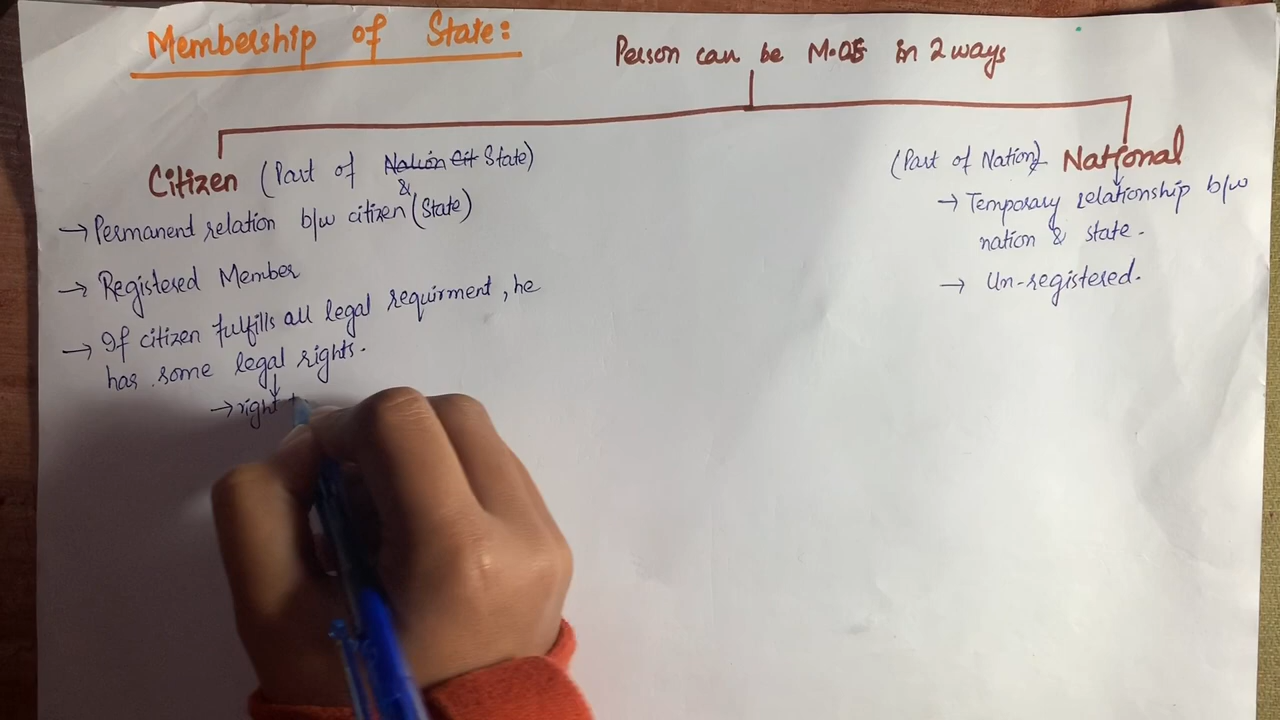 Membership of State:
Person can be M.OS in 2 ways
Citizen (Part of Nation Cit State)
→ Permanent relation b/w citizen & (State)
→ Registered Member
→ If citizen fulfills all legal requirment, he
has some legal rights.
→ right t
(Part of Nation) National
→ Temporary relationship b/w
nation & state.
→ Un-registered.